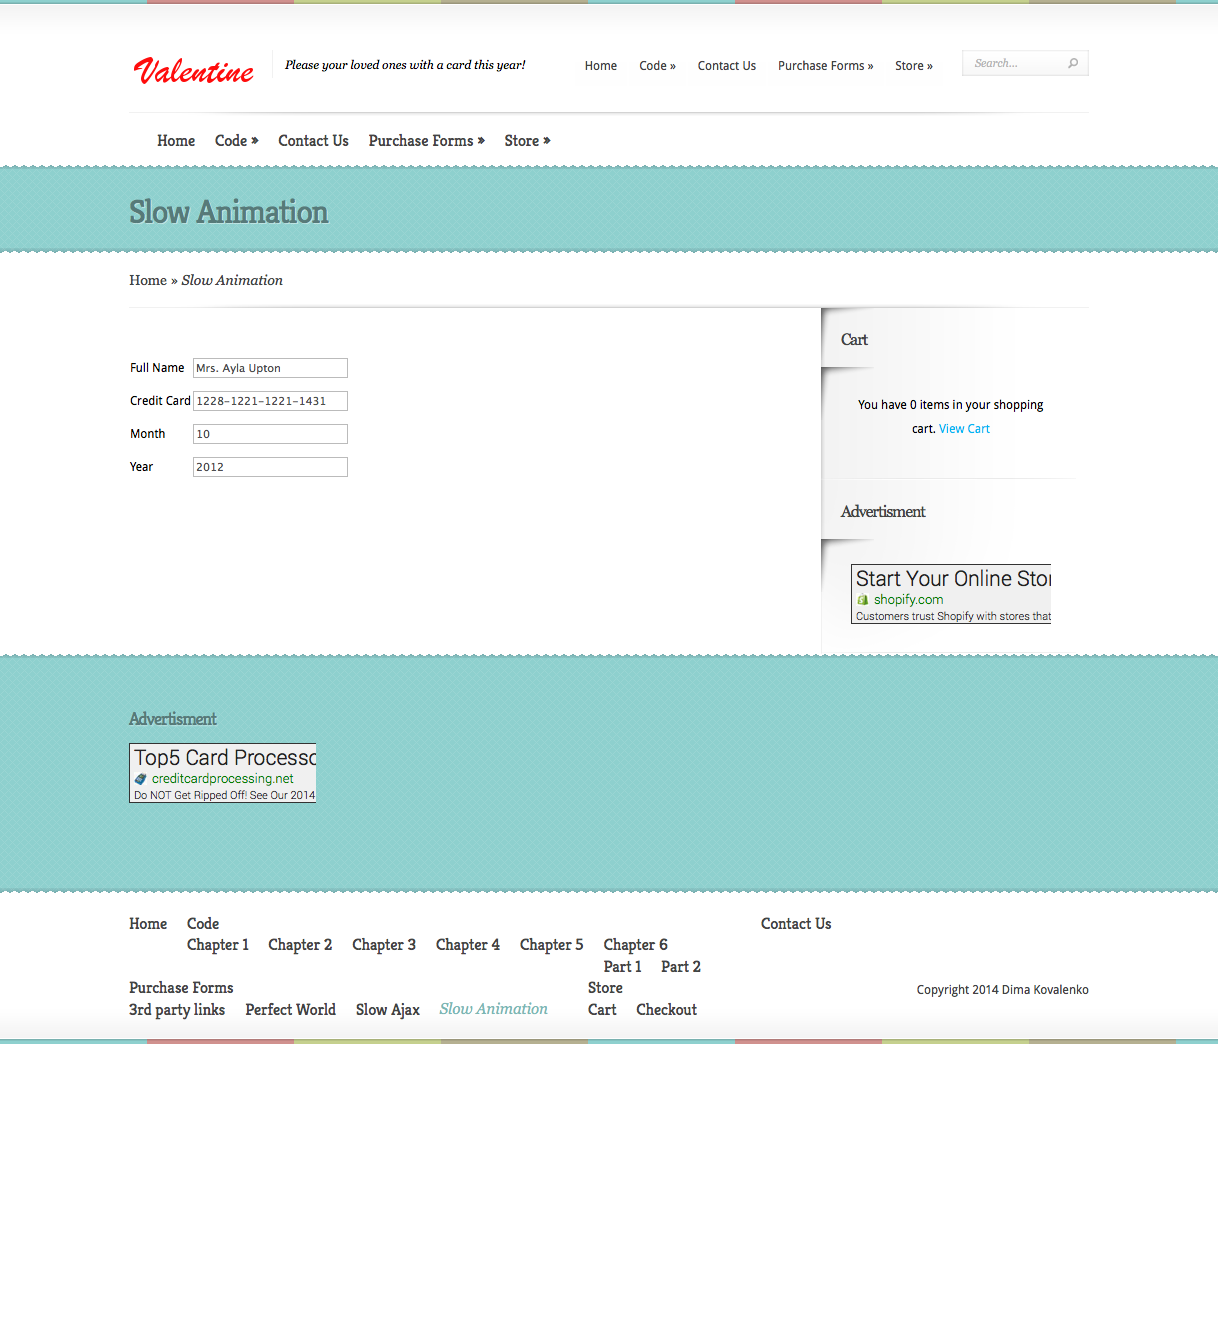 Valentine
Please your loved ones with a card this year!
Home Code » Contact Us Purchase Forms » Store »
Search...
Home Code » Contact Us Purchase Forms » Store »
Slow Animation
Home » Slow Animation
Full Name Mrs. Ayla Upton
Credit Card 1228-1221-1221-1431
Month 10
Year 2012
Cart
You have 0 items in your shopping
cart. View Cart
Advertisment
Start Your Online Stor
shopify.com
Customers trust Shopify with stores that
Advertisment
Top5 Card Processo
creditcardprocessing.net
Do NOT Get Ripped Off! See Our 2014
Home Code Contact Us
Chapter 1 Chapter 2 Chapter 3 Chapter 4 Chapter 5 Chapter 6
Part 1 Part 2
Purchase Forms Store
3rd party links Perfect World Slow Ajax Slow Animation Cart Checkout
Copyright 2014 Dima Kovalenko